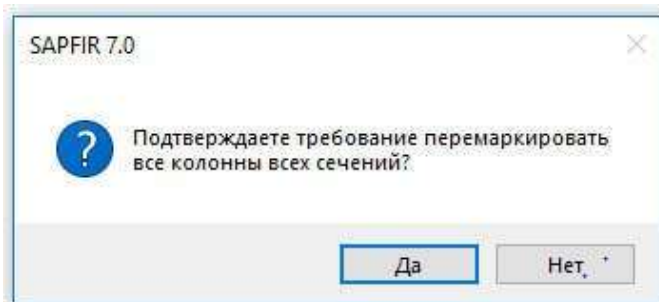 SAPFIR 7.0
Подтверждаете требование перемаркировать
все колонны всех сечений?
Да
Нет